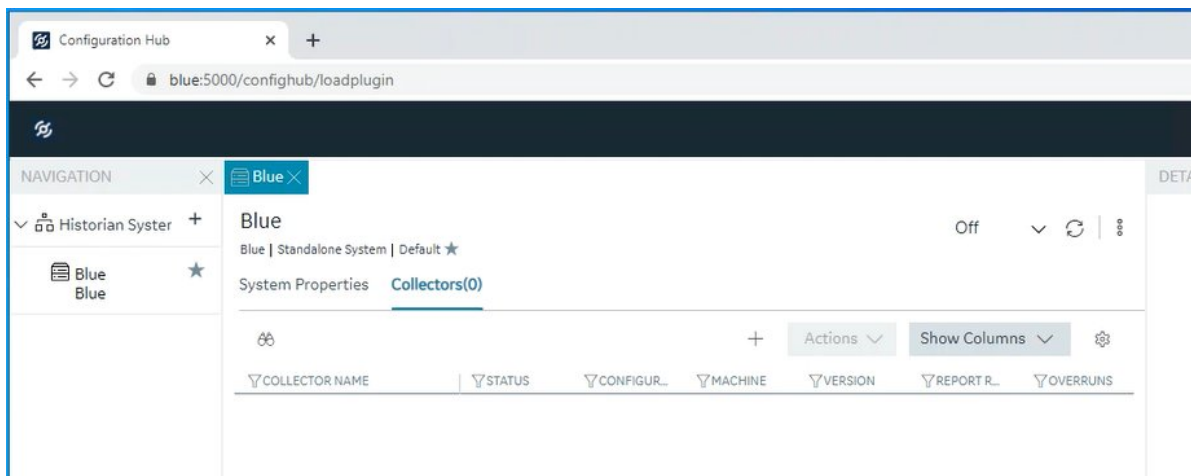 Configuration Hub
blue:5000/confighub/loadplugin
NAVIGATION
Blue
DETA
Historian Syster
Blue
Blue
Blue
Blue | Standalone System | Default
Off
System Properties Collectors(0)
Actions Show Columns
COLLECTOR NAME STATUS CONFIGUR... MACHINE VERSION REPORT R... OVERRUNS